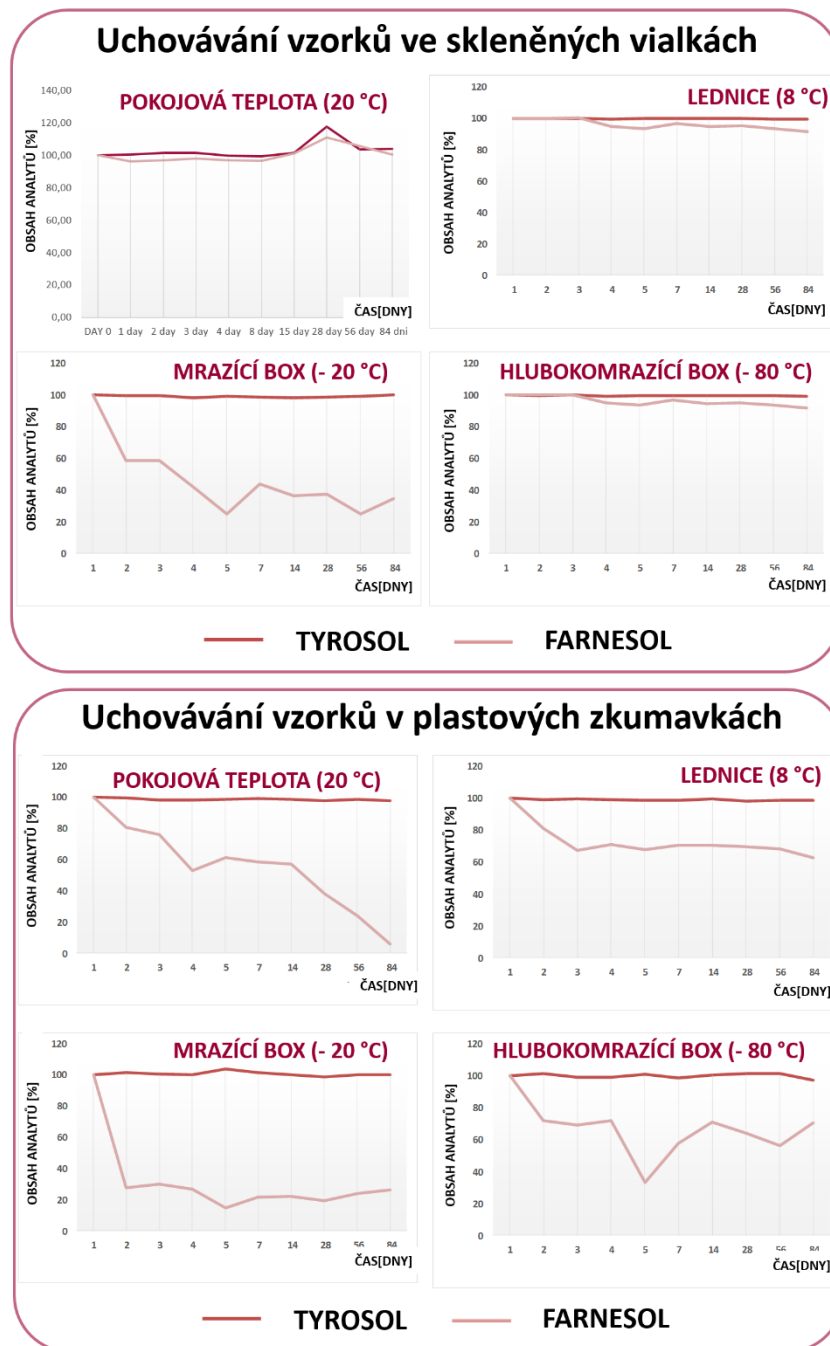 Uchovávání vzorků ve skleněných vialkách
POKOJOVÁ TEPLOTA (20 °C)
OBSAH ANALYTŮ [%]
140,00
120,00
100,00
80,00
60,00
40,00
20,00
0,00
DAY 0 1 day 2 day 3 day 4 day 8 day 15 day 28 day 56 day 84 dni
ČAS[DNY]
LEDNICE (8 °C)
OBSAH ANALYTŮ [%]
120
100
80
60
40
20
0
1 2 3 4 5 7 14 28 56 84
ČAS[DNY]
MRAZÍCÍ BOX (- 20 °C)
OBSAH ANALYTŮ [%]
120
100
80
60
40
20
0
1 2 3 4 5 7 14 28 56 84
ČAS[DNY]
HLUBOKOMRAZÍCÍ BOX (- 80 °C)
OBSAH ANALYTŮ [%]
120
100
80
60
40
20
0
1 2 3 4 5 7 14 28 56 84
ČAS[DNY]
TYROSOL FARNESOL
Uchovávání vzorků v plastových zkumavkách
POKOJOVÁ TEPLOTA (20 °C)
OBSAH ANALYTŮ [%]
120
100
80
60
40
20
0
1 2 3 4 5 7 14 28 56 84
ČAS[DNY]
LEDNICE (8 °C)
OBSAH ANALYTŮ [%]
120
100
80
60
40
20
0
1 2 3 4 5 7 14 28 56 84
ČAS[DNY]
MRAZÍCÍ BOX (- 20 °C)
OBSAH ANALYTŮ [%]
120
100
80
60
40
20
0
1 2 3 4 5 7 14 28 56 84
ČAS[DNY]
HLUBOKOMRAZÍCÍ BOX (- 80 °C)
OBSAH ANALYTŮ [%]
120
100
80
60
40
20
0
1 2 3 4 5 7 14 28 56 84
ČAS[DNY]
TYROSOL FARNESOL